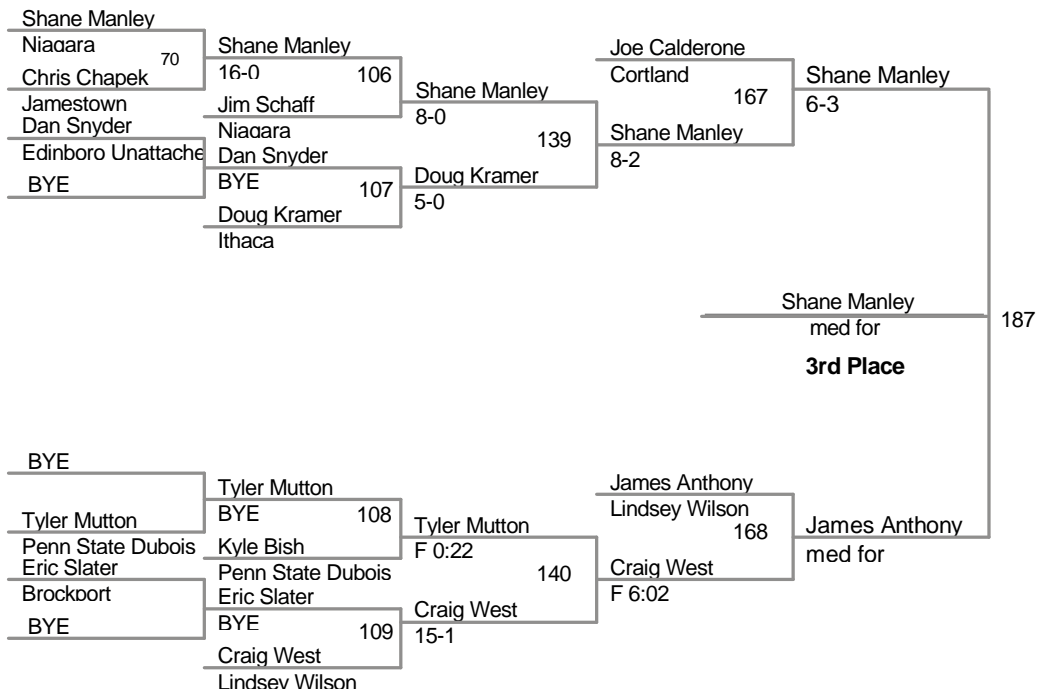 Shane Manley
Niagara
70
Chris Chapek
Jamestown
Dan Snyder
Edinboro Unattache
BYE
Shane Manley
16-0
106
Jim Schaff
Niagara
Dan Snyder
BYE
107
Doug Kramer
Ithaca
Shane Manley
8-0
139
Doug Kramer
5-0
Joe Calderone
Cortland
167
Shane Manley
8-2
Shane Manley
6-3
Shane Manley
med for
187
3rd Place
BYE
Tyler Mutton
Penn State Dubois
Eric Slater
Brockport
BYE
Tyler Mutton
BYE
108
Kyle Bish
Penn State Dubois
Eric Slater
BYE
109
Craig West
Lindsey Wilson
Tyler Mutton
F 0:22
140
Craig West
15-1
James Anthony
Lindsey Wilson
168
Craig West
F 6:02
James Anthony
med for